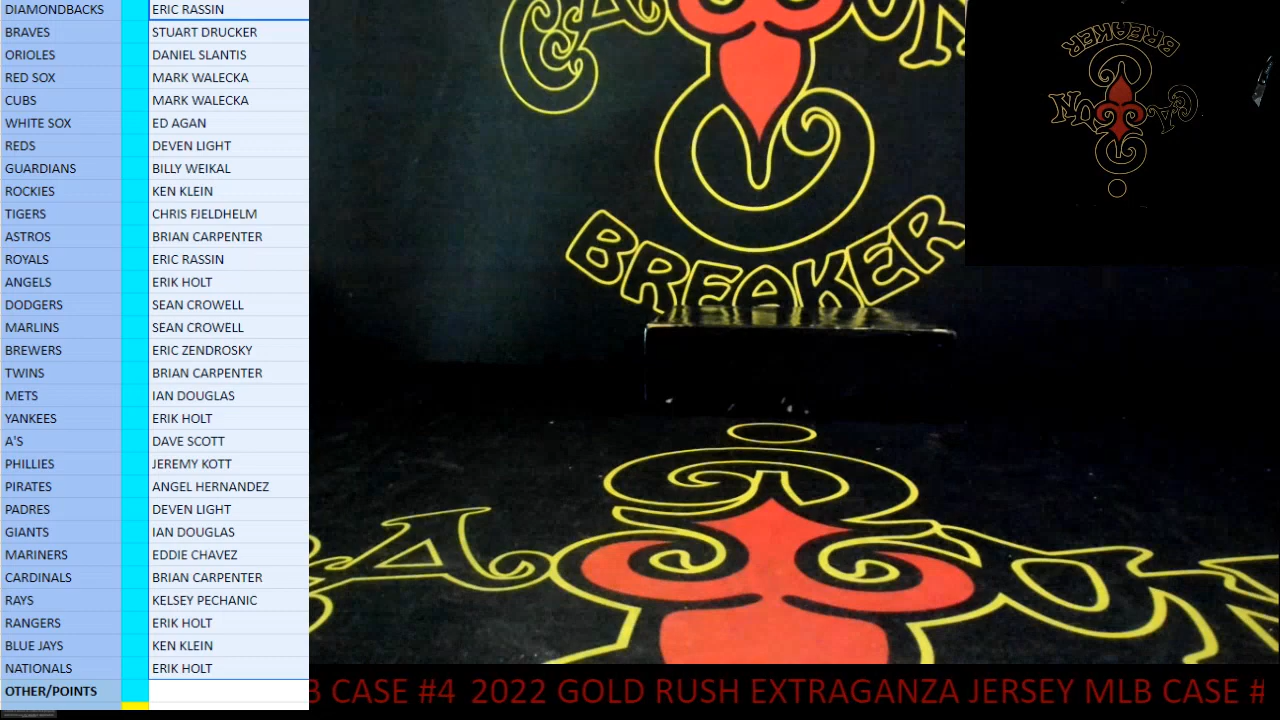 DIAMONDBACKS ERIC RASSIN
BRAVES STUART DRUCKER
ORIOLES DANIEL SLANTIS
RED SOX MARK WALECKA
CUBS MARK WALECKA
WHITE SOX ED AGAN
REDS DEVEN LIGHT
GUARDIANS BILLY WEIKAL
ROCKIES KEN KLEIN
TIGERS CHRIS FJELDHELM
ASTROS BRIAN CARPENTER
ROYALS ERIC RASSIN
ANGELS ERIK HOLT
DODGERS SEAN CROWELL
MARLINS SEAN CROWELL
BREWERS ERIC ZENDROSKY
TWINS BRIAN CARPENTER
METS IAN DOUGLAS
YANKEES ERIK HOLT
A'S DAVE SCOTT
PHILLIES JEREMY KOTT
PIRATES ANGEL HERNANDEZ
PADRES DEVEN LIGHT
GIANTS IAN DOUGLAS
MARINERS EDDIE CHAVEZ
CARDINALS BRIAN CARPENTER
RAYS KELSEY PECHANIC
RANGERS ERIK HOLT
BLUE JAYS KEN KLEIN
NATIONALS ERIK HOLT
OTHER/POINTS
BREAKER
BREAKER
B CASE #4 2022 GOLD RUSH EXTRAGANZA JERSEY MLB CASE #